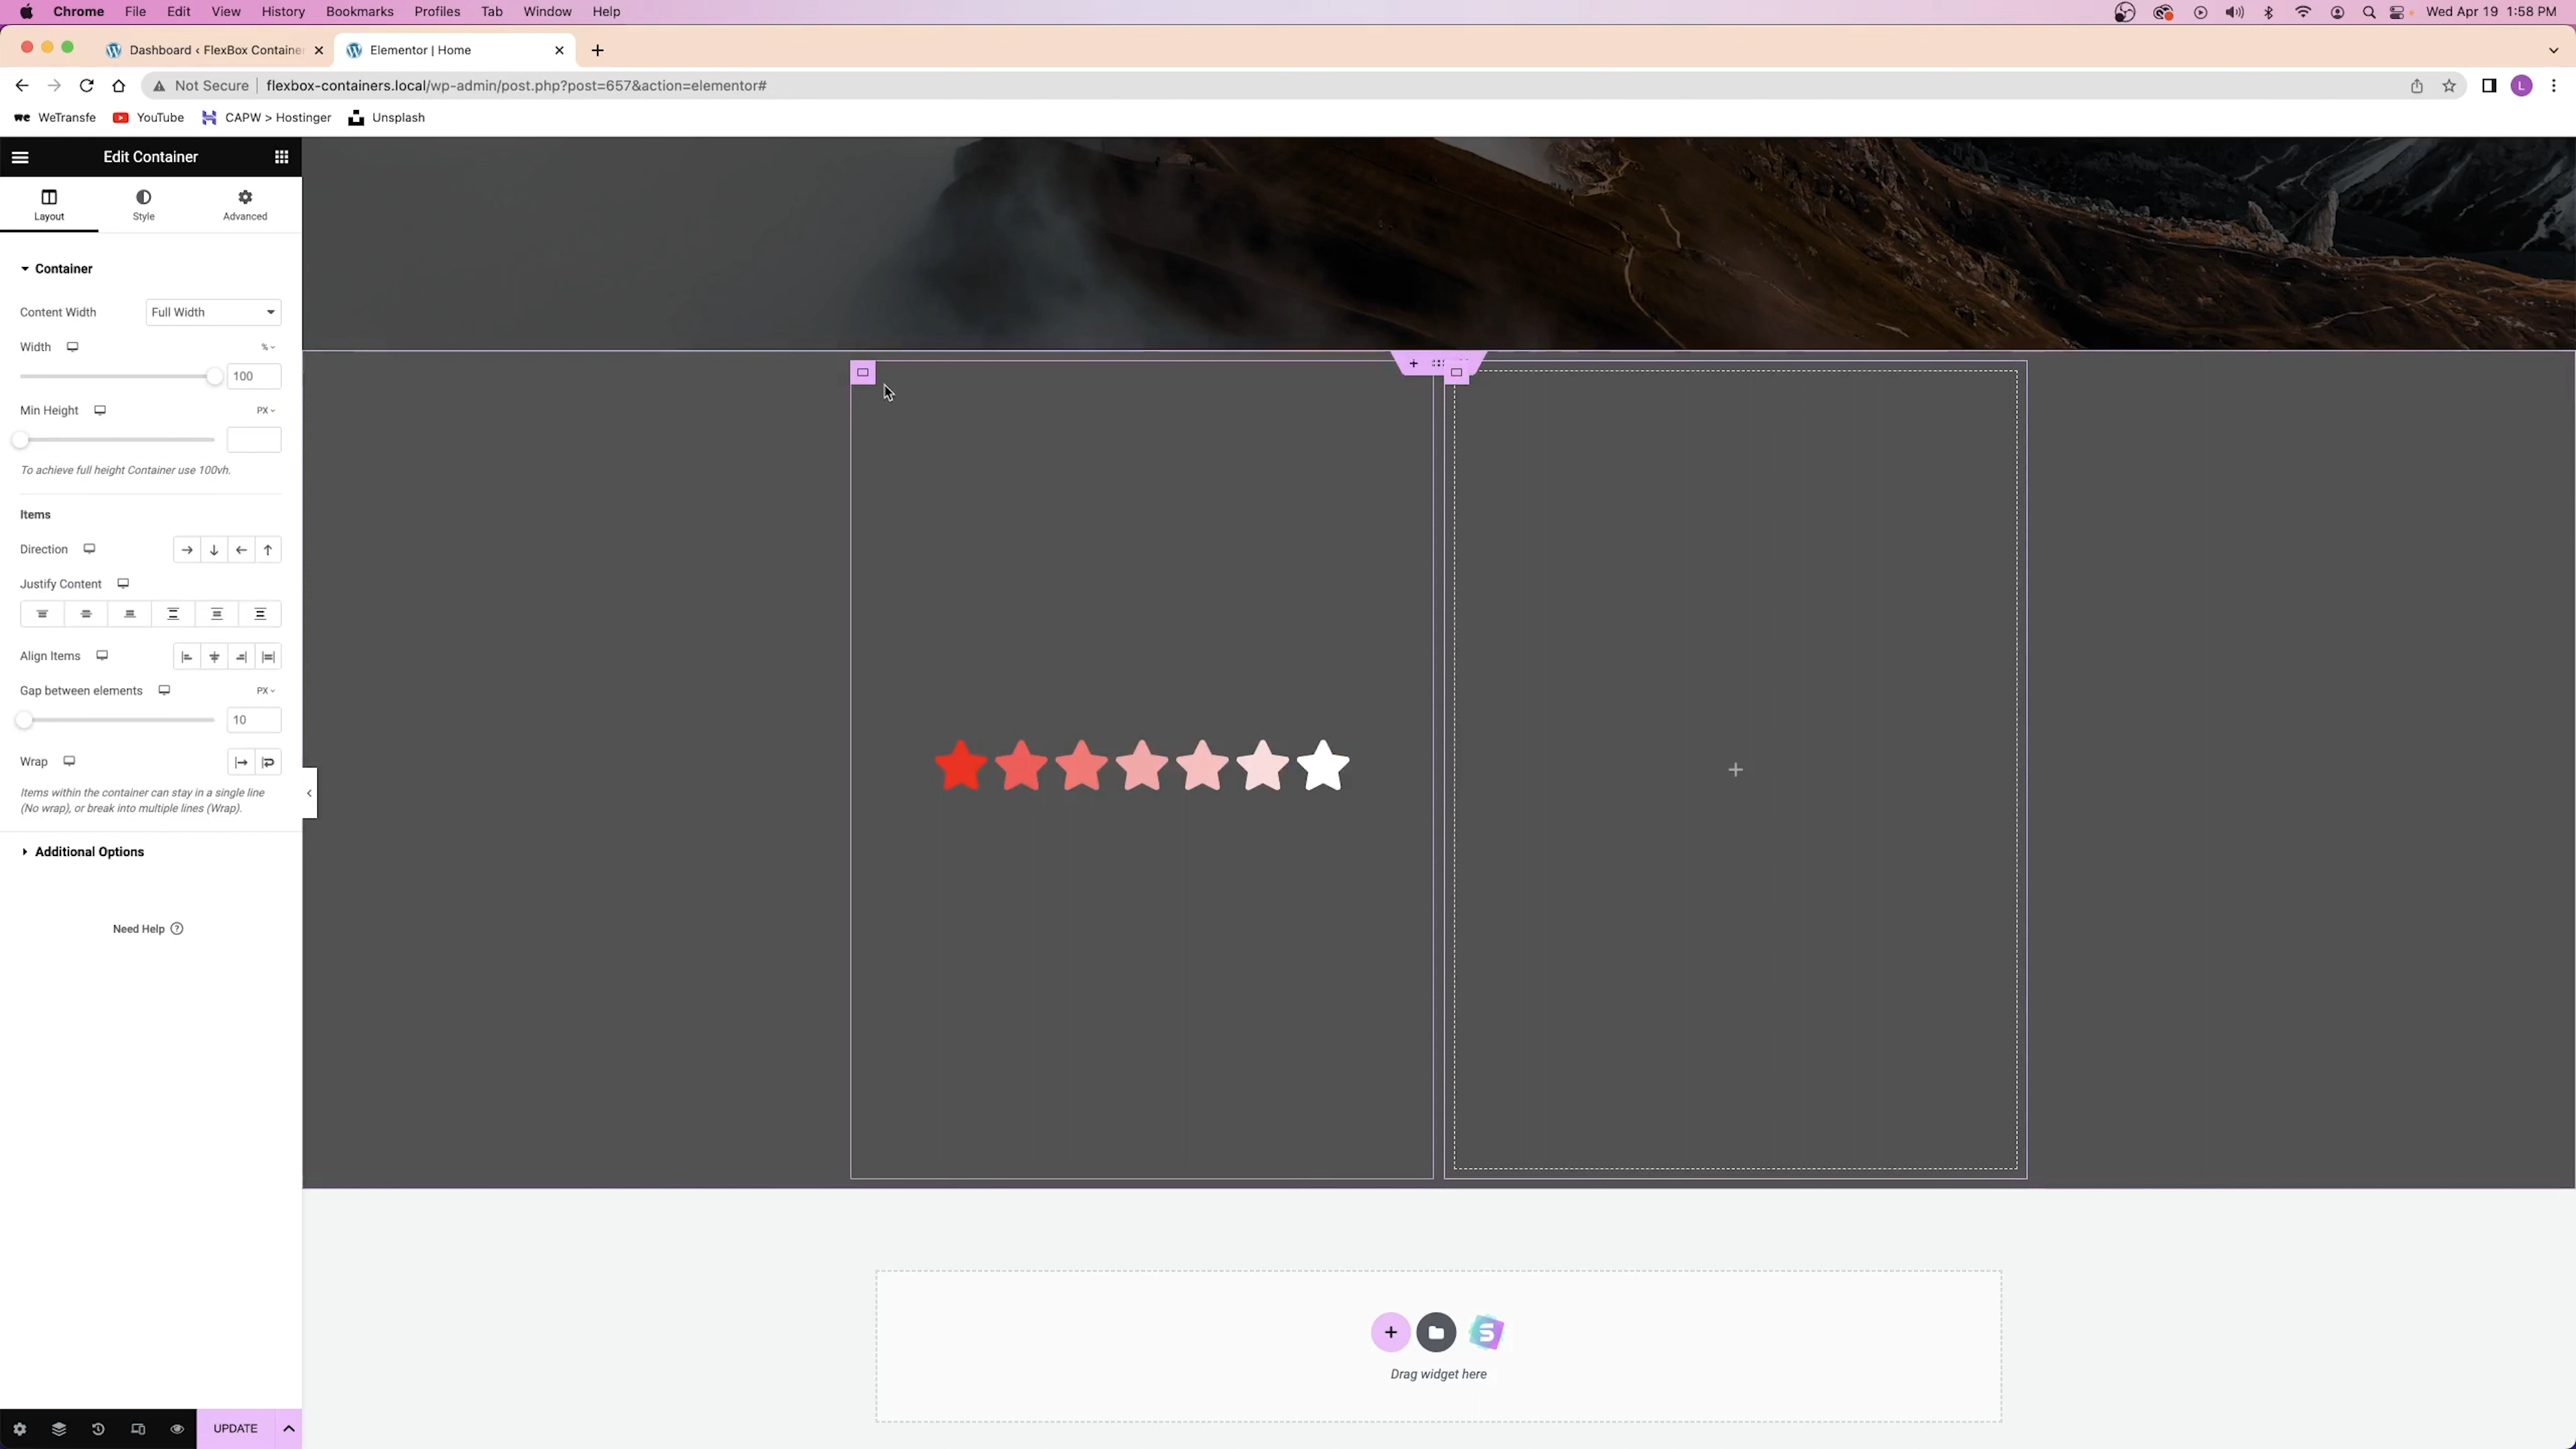 Chrome File Edit View History Bookmarks Profiles Tab Window Help Wed Apr 19 1:58 PM
Dashboard ‹ FlexBox Container Elementor | Home
Not Secure flexbox-containers.local/wp-admin/post.php?post=657&action=elementor# L
we WeTransfe YouTube CAPW > Hostinger Unsplash
Edit Container
Layout Style Advanced
Container
Content Width Full Width
Width %
100
Min Height PX
To achieve full height Container use 100vh.
Items
Direction
Justify Content
Align Items
Gap between elements PX
10
Wrap
Items within the container can stay in a single line
(No wrap), or break into multiple lines (Wrap).
Additional Options
Need Help ?
S
Drag widget here
UPDATE